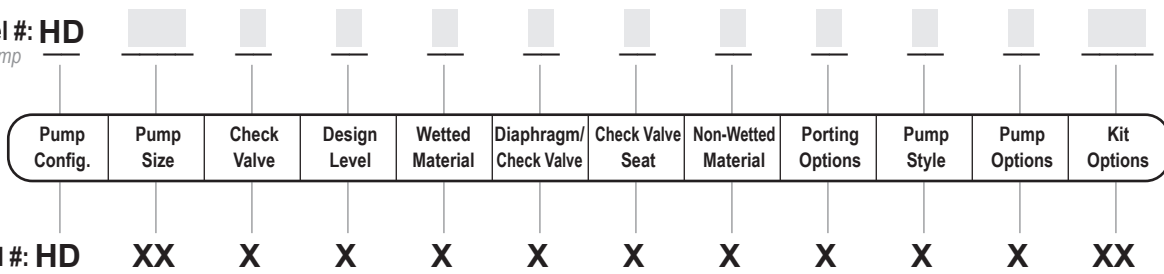 l #: HD
mp
Pump Config. Pump Size Check Valve Design Level Wetted Material Diaphragm/ Check Valve Check Valve Seat Non-Wetted Material Porting Options Pump Style Pump Options Kit Options
#: HD XX X X X X X X X X X XX